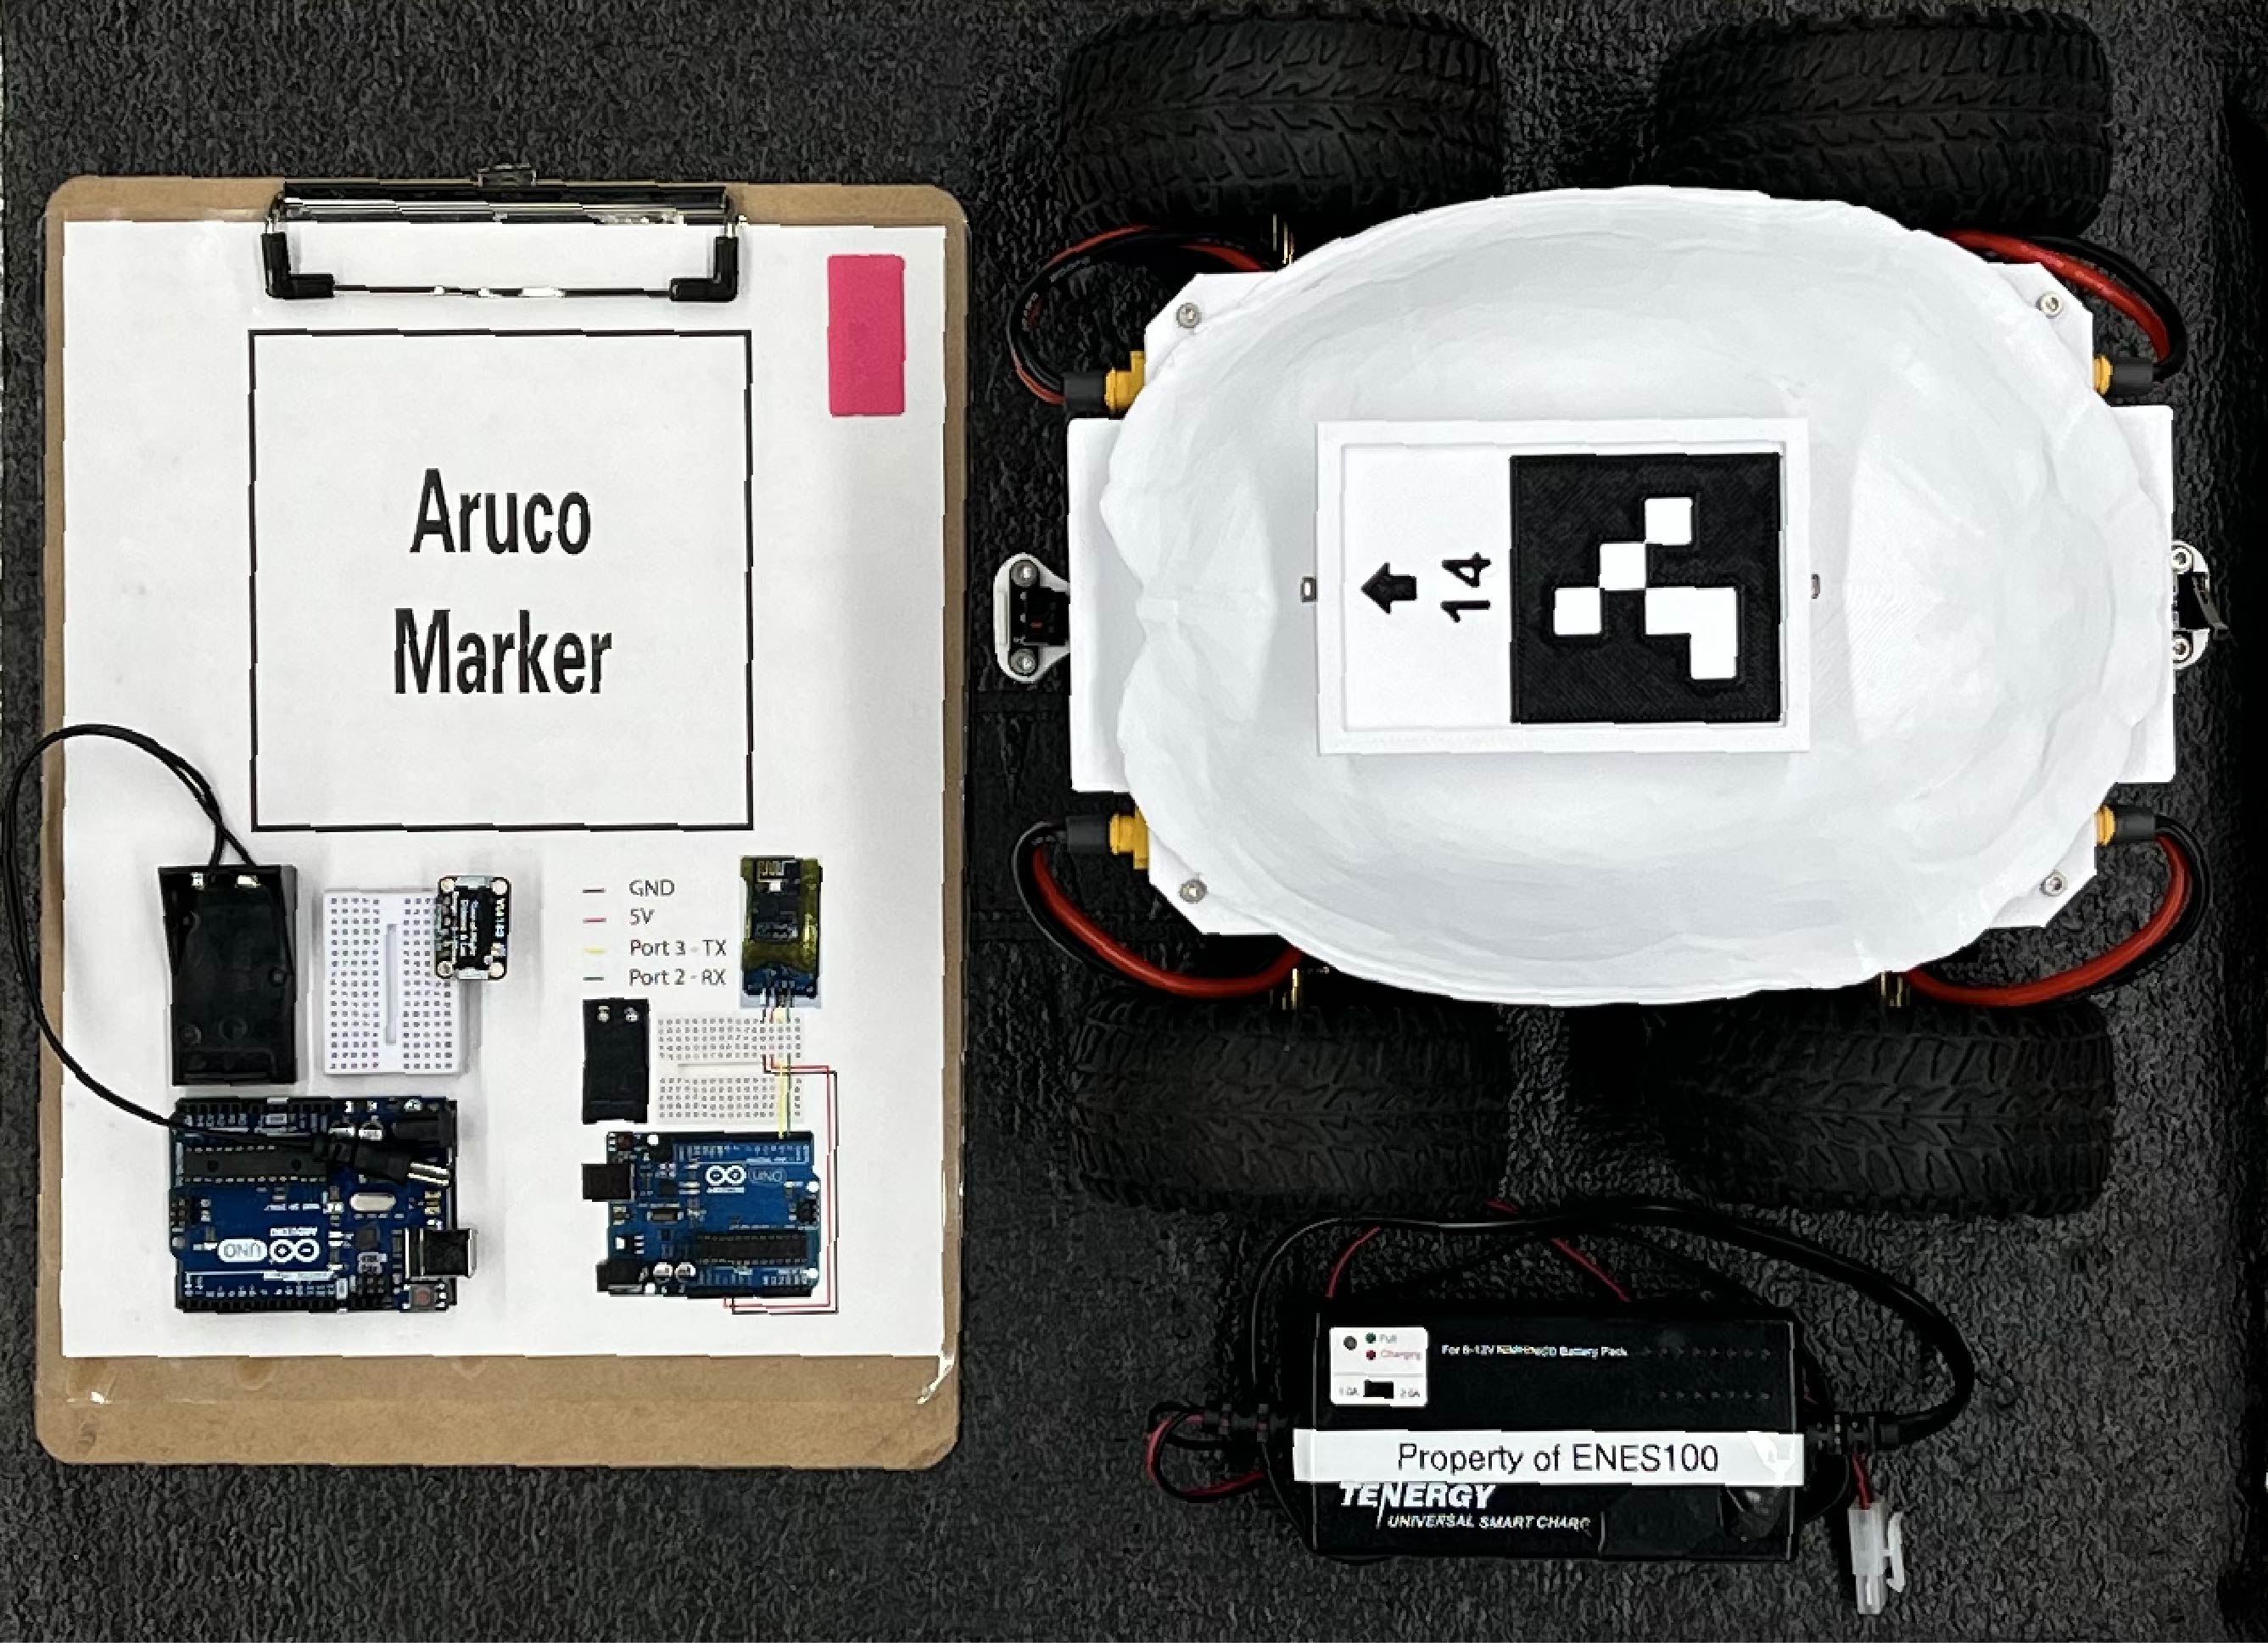 Aruco
Marker
GND
5V
Port 3 - TX
Port 2 - RX
UNO
UNO
ARDUINO
14
Full
Charging
1.0A
2.0A
For 6-12V NiMH/NiCD Battery Pack
Property of ENES100
TENERGY
UNIVERSAL SMART CHARG